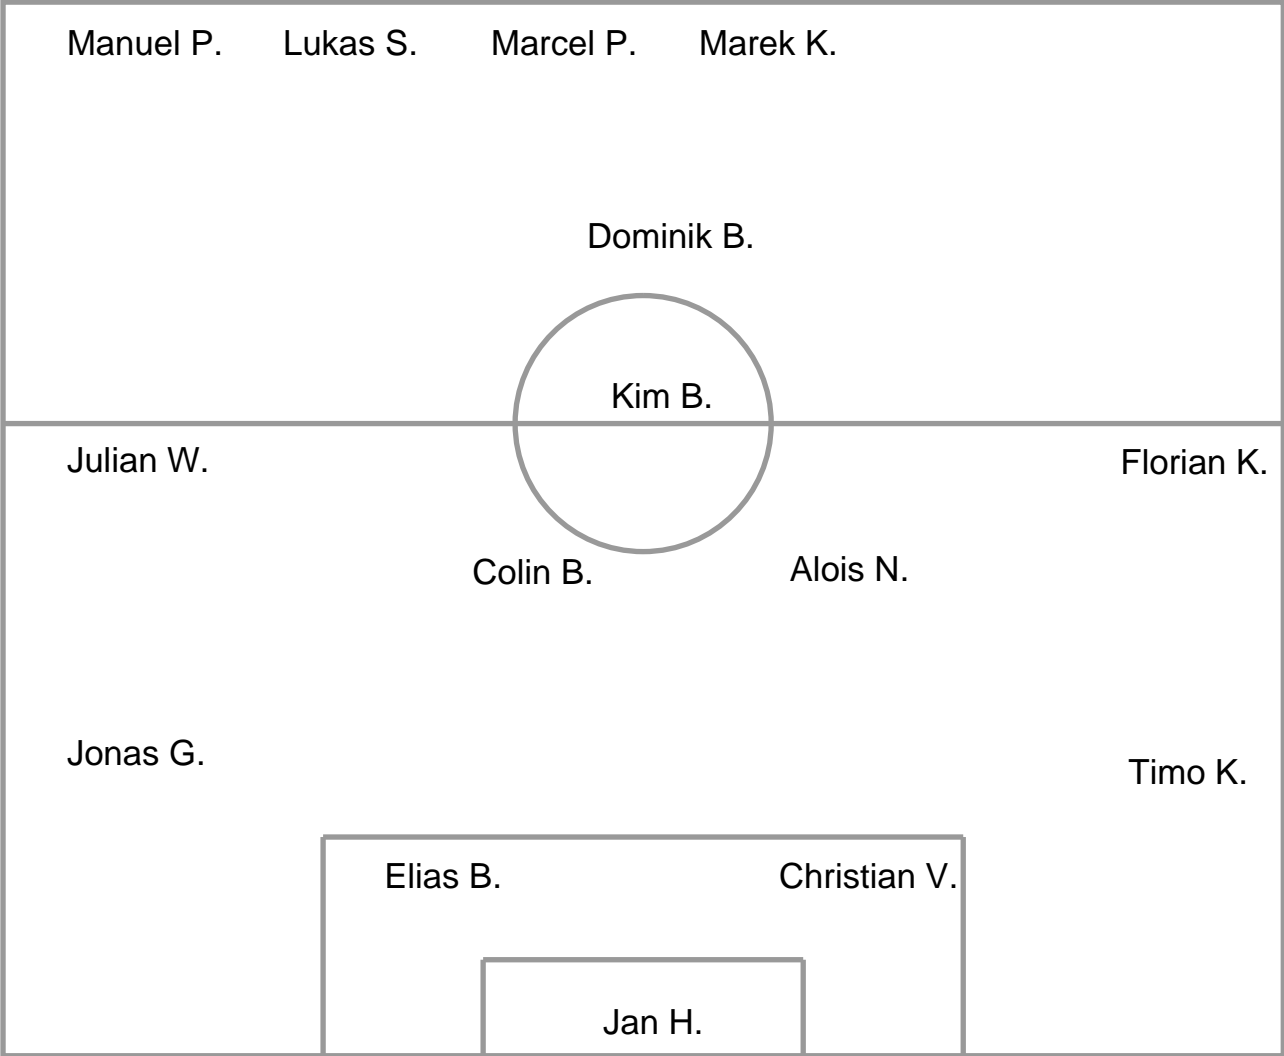 Manuel P. Lukas S. Marcel P. Marek K.
Dominik B.
Kim B.
Julian W. Florian K.
Colin B. Alois N.
Jonas G. Timo K.
Elias B. Christian V.
Jan H.